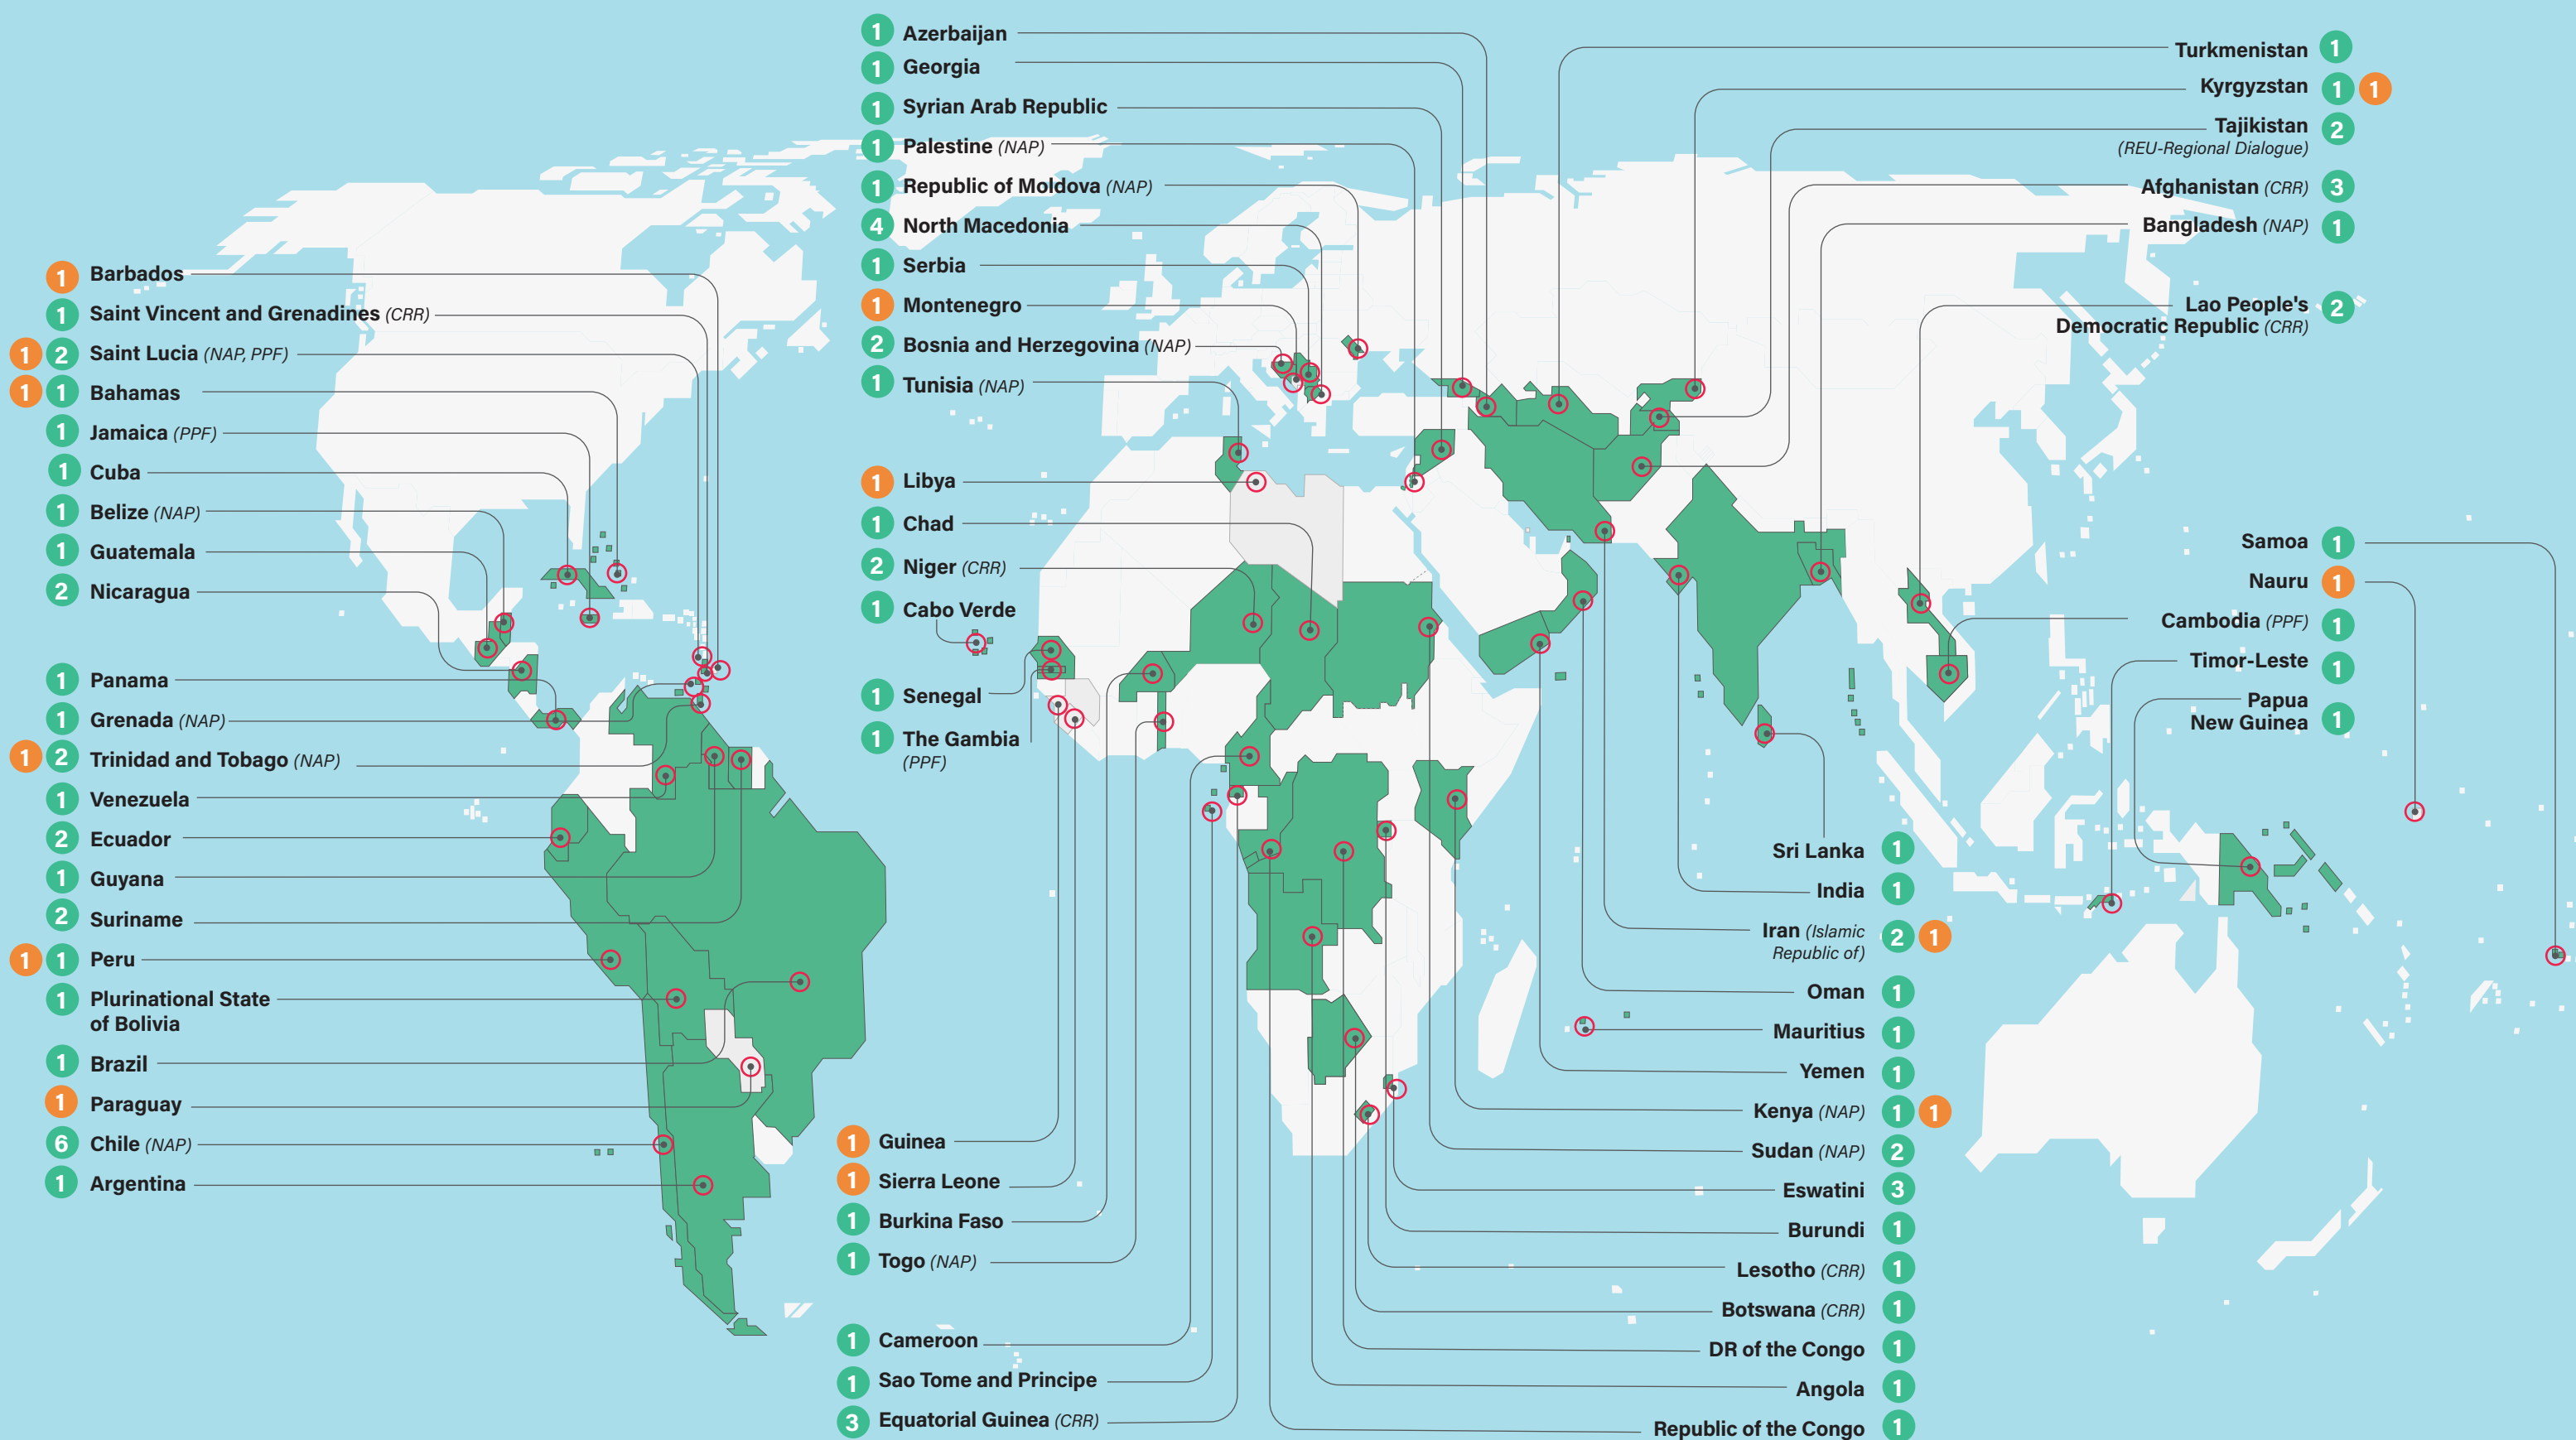 1 Barbados
1 Saint Vincent and Grenadines (CRR)
1 2 Saint Lucia (NAP, PPF)
1 1 Bahamas
1 Jamaica (PPF)
1 Cuba
1 Belize (NAP)
1 Guatemala
2 Nicaragua
1 Panama
1 Grenada (NAP)
1 2 Trinidad and Tobago (NAP)
1 Venezuela
2 Ecuador
1 Guyana
2 Suriname
1 1 Peru
1 Plurinational State
of Bolivia
1 Brazil
1 Paraguay
6 Chile (NAP)
1 Argentina
1 Azerbaijan
1 Georgia
1 Syrian Arab Republic
1 Palestine (NAP)
1 Republic of Moldova (NAP)
4 North Macedonia
1 Serbia
1 Montenegro
2 Bosnia and Herzegovina (NAP)
1 Tunisia (NAP)
1 Libya
1 Chad
2 Niger (CRR)
1 Cabo Verde
1 Senegal
1 The Gambia
(PPF)
1 Guinea
1 Sierra Leone
1 Burkina Faso
1 Togo (NAP)
1 Cameroon
1 Sao Tome and Principe
3 Equatorial Guinea (CRR)
Turkmenistan 1
Kyrgyzstan 1 1
Tajikistan 2
(REU-Regional Dialogue)
Afghanistan (CRR) 3
Bangladesh (NAP) 1
Lao People's 2
Democratic Republic (CRR)
Samoa 1
Nauru 1
Cambodia (PPF) 1
Timor-Leste 1
Papua
New Guinea 1
Sri Lanka 1
India 1
Iran (Islamic 2 1
Republic of)
Oman 1
Mauritius 1
Yemen 1
Kenya (NAP) 1 1
Sudan (NAP) 2
Eswatini 3
Burundi 1
Lesotho (CRR) 1
Botswana (CRR) 1
DR of the Congo 1
Angola 1
Republic of the Congo 1